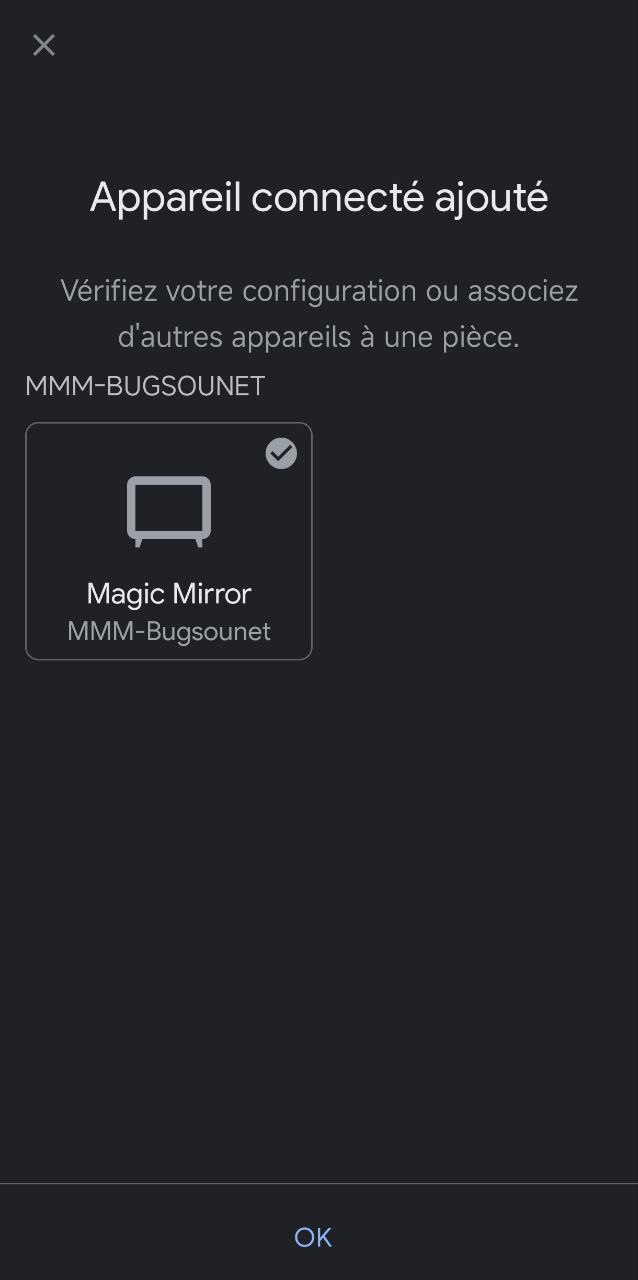 Appareil connecté ajouté
Vérifiez votre configuration ou associez
d'autres appareils à une pièce.
MMM-BUGSOUNET
Magic Mirror
MMM-Bugsounet
OK